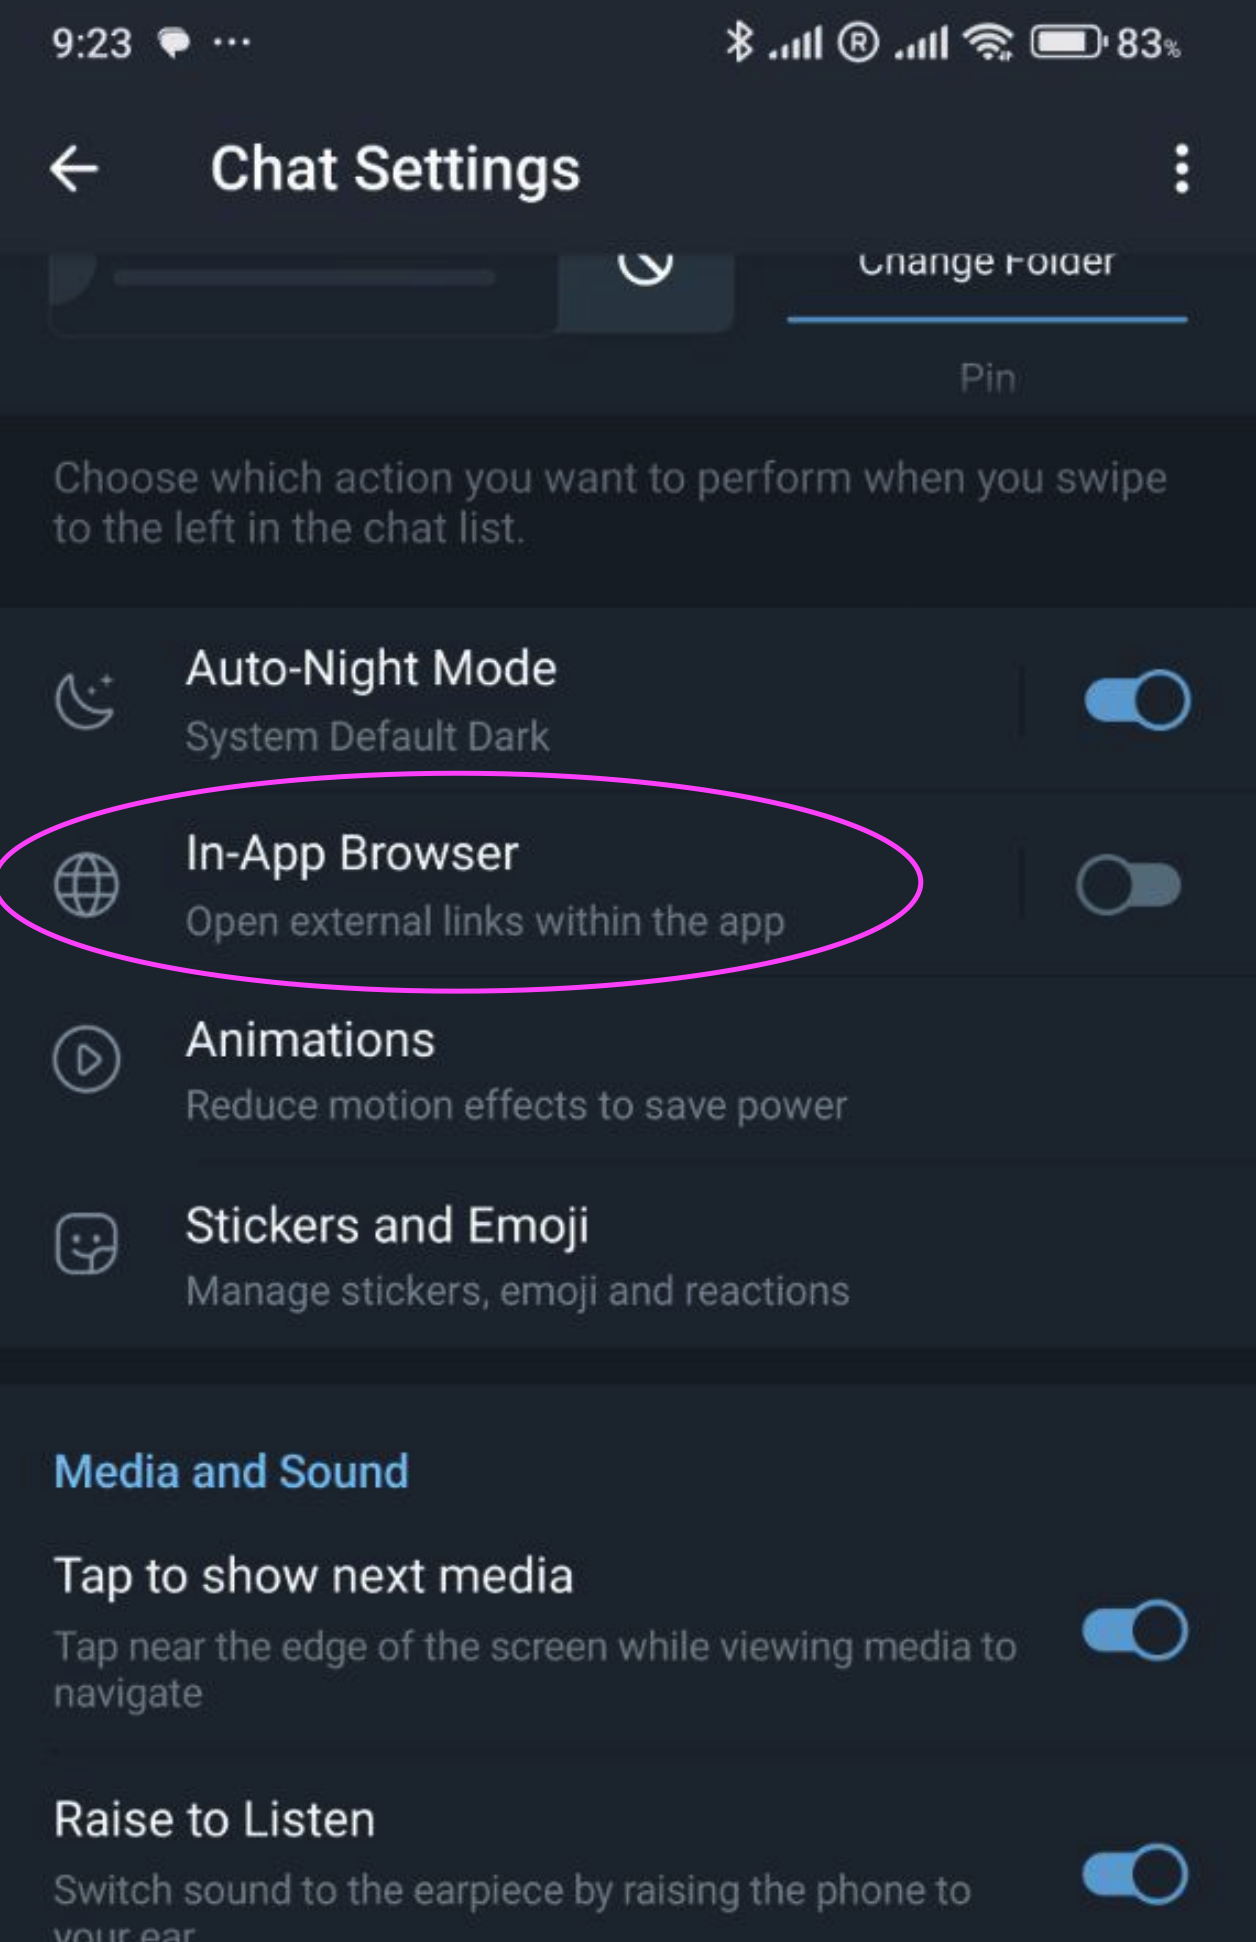 9:23 ... ® 83%
Chat Settings
Change Folder
Pin
Choose which action you want to perform when you swipe
to the left in the chat list.
Auto-Night Mode
System Default Dark
In-App Browser
Open external links within the app
Animations
Reduce motion effects to save power
Stickers and Emoji
Manage stickers, emoji and reactions
Media and Sound
Tap to show next media
Tap near the edge of the screen while viewing media to
navigate
Raise to Listen
Switch sound to the earpiece by raising the phone to
your ear